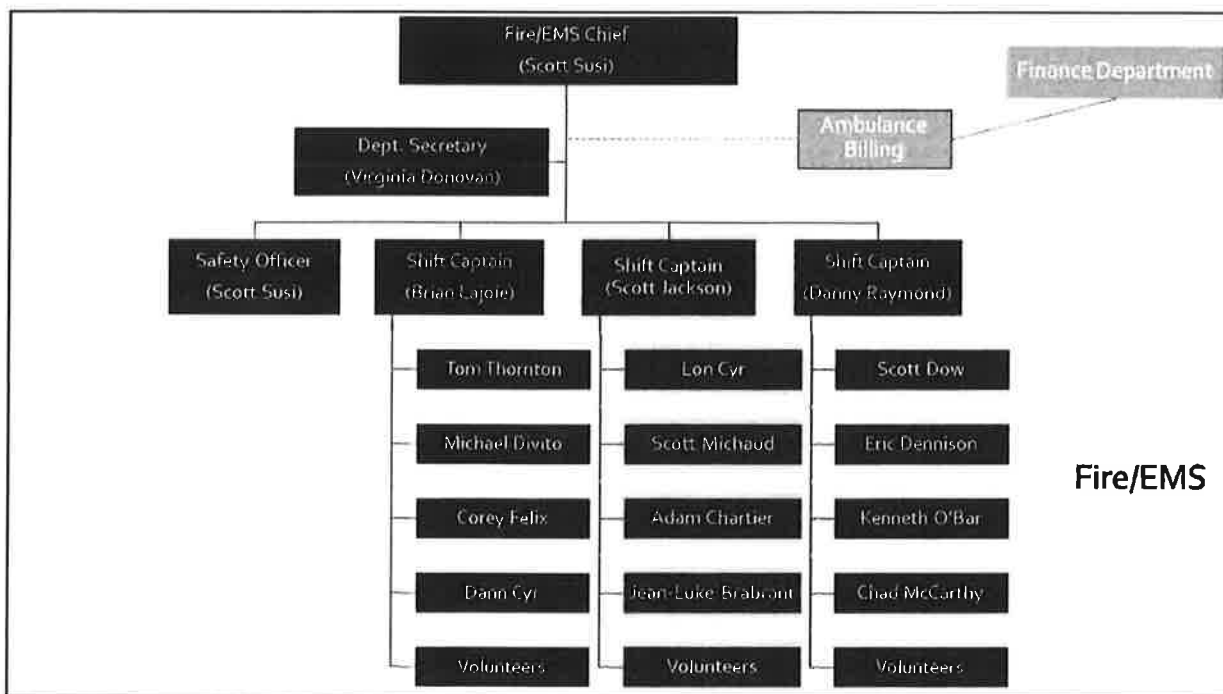 Fire/EMS Chief
(Scott Susi)
Finance Department
Ambulance
Billing
Dept. Secretary
(Virginia Donovan)
Safety Officer
(Scott Susi)
Shift Captain
(Brian Lajoie)
Shift Captain
(Scott Jackson)
Shift Captain
(Danny Raymond)
Tom Thornton
Lon Cyr
Scott Dow
Michael Divito
Scott Michaud
Eric Dennison
Fire/EMS
Corey Felix
Adam Chartier
Kenneth O'Bar
Dann Cyr
Jean-Luke Brabrant
Chad McCarthy
Volunteers
Volunteers
Volunteers